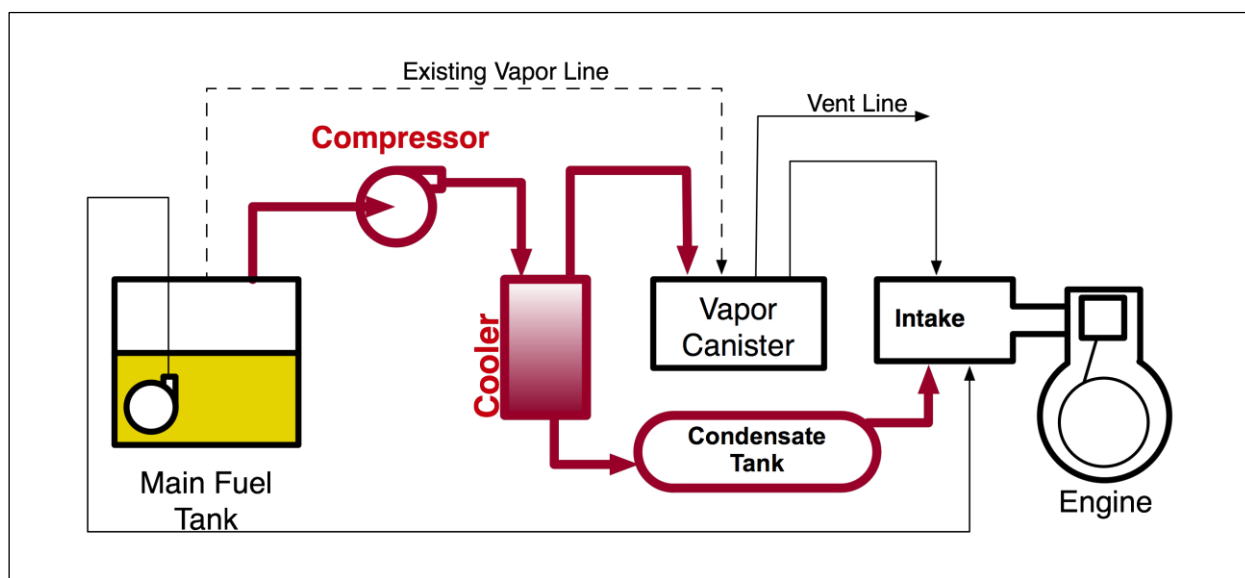 Existing Vapor Line
Vent Line
Compressor
Cooler
Vapor
Canister
Intake
Condensate
Tank
Main Fuel
Tank
Engine